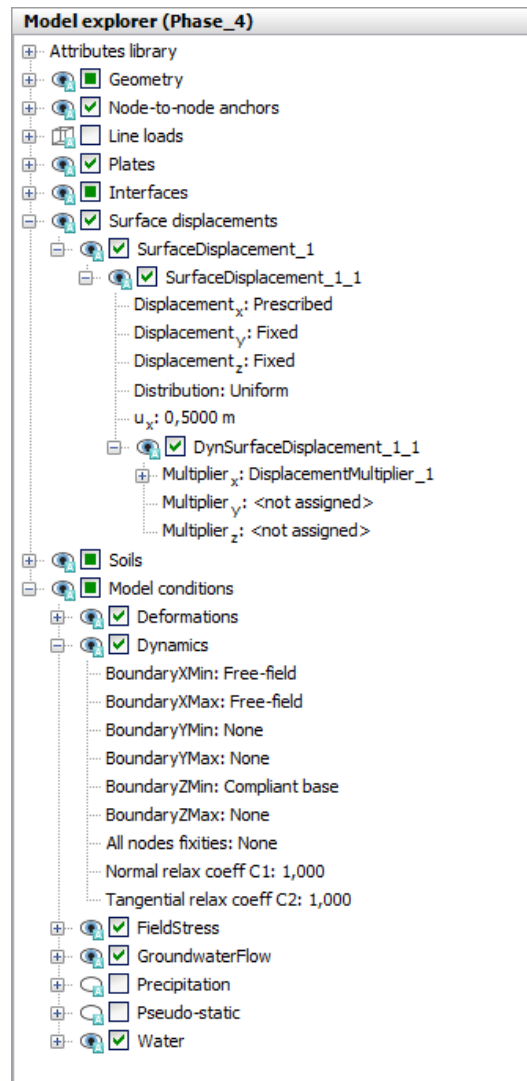 Model explorer (Phase_4)
Attributes library
Geometry
Node-to-node anchors
Line loads
Plates
Interfaces
Surface displacements
SurfaceDisplacement_1
SurfaceDisplacement_1_1
Displacementx: Prescribed
Displacementy: Fixed
Displacementz: Fixed
Distribution: Uniform
ux: 0,5000 m
DynSurfaceDisplacement_1_1
Multiplierx: DisplacementMultiplier_1
Multipliery: <not assigned>
Multiplierz: <not assigned>
Soils
Model conditions
Deformations
Dynamics
BoundaryXMin: Free-field
BoundaryXMax: Free-field
BoundaryYMin: None
BoundaryYMax: None
BoundaryZMin: Compliant base
BoundaryZMax: None
All nodes fixities: None
Normal relax coeff C1: 1,000
Tangential relax coeff C2: 1,000
FieldStress
GroundwaterFlow
Precipitation
Pseudo-static
Water